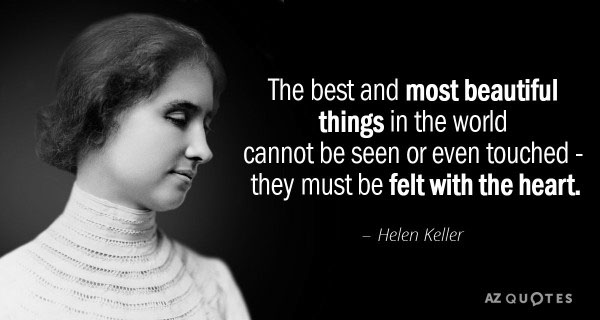 The best and most beautiful
things in the world
cannot be seen or even touched -
they must be felt with the heart.
– Helen Keller
AZ QUOTES